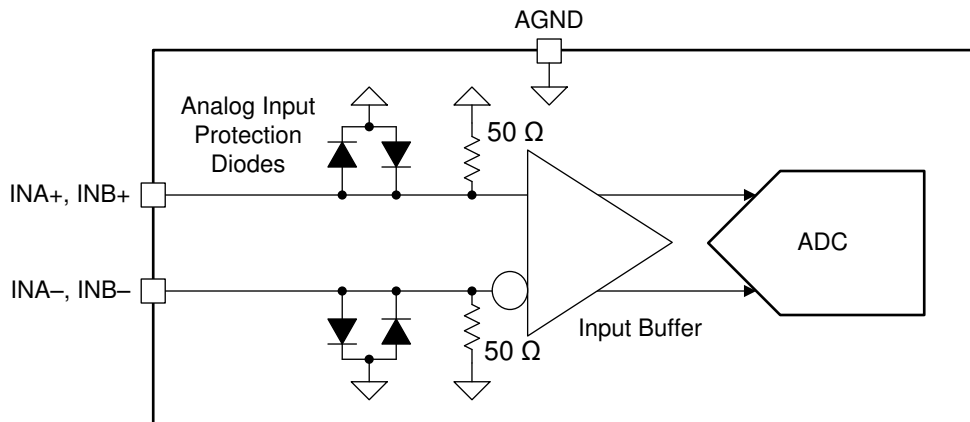 AGND
Analog Input
Protection
Diodes
50 Ω
INA+, INB+
ADC
INA–, INB–
Input Buffer
50 Ω